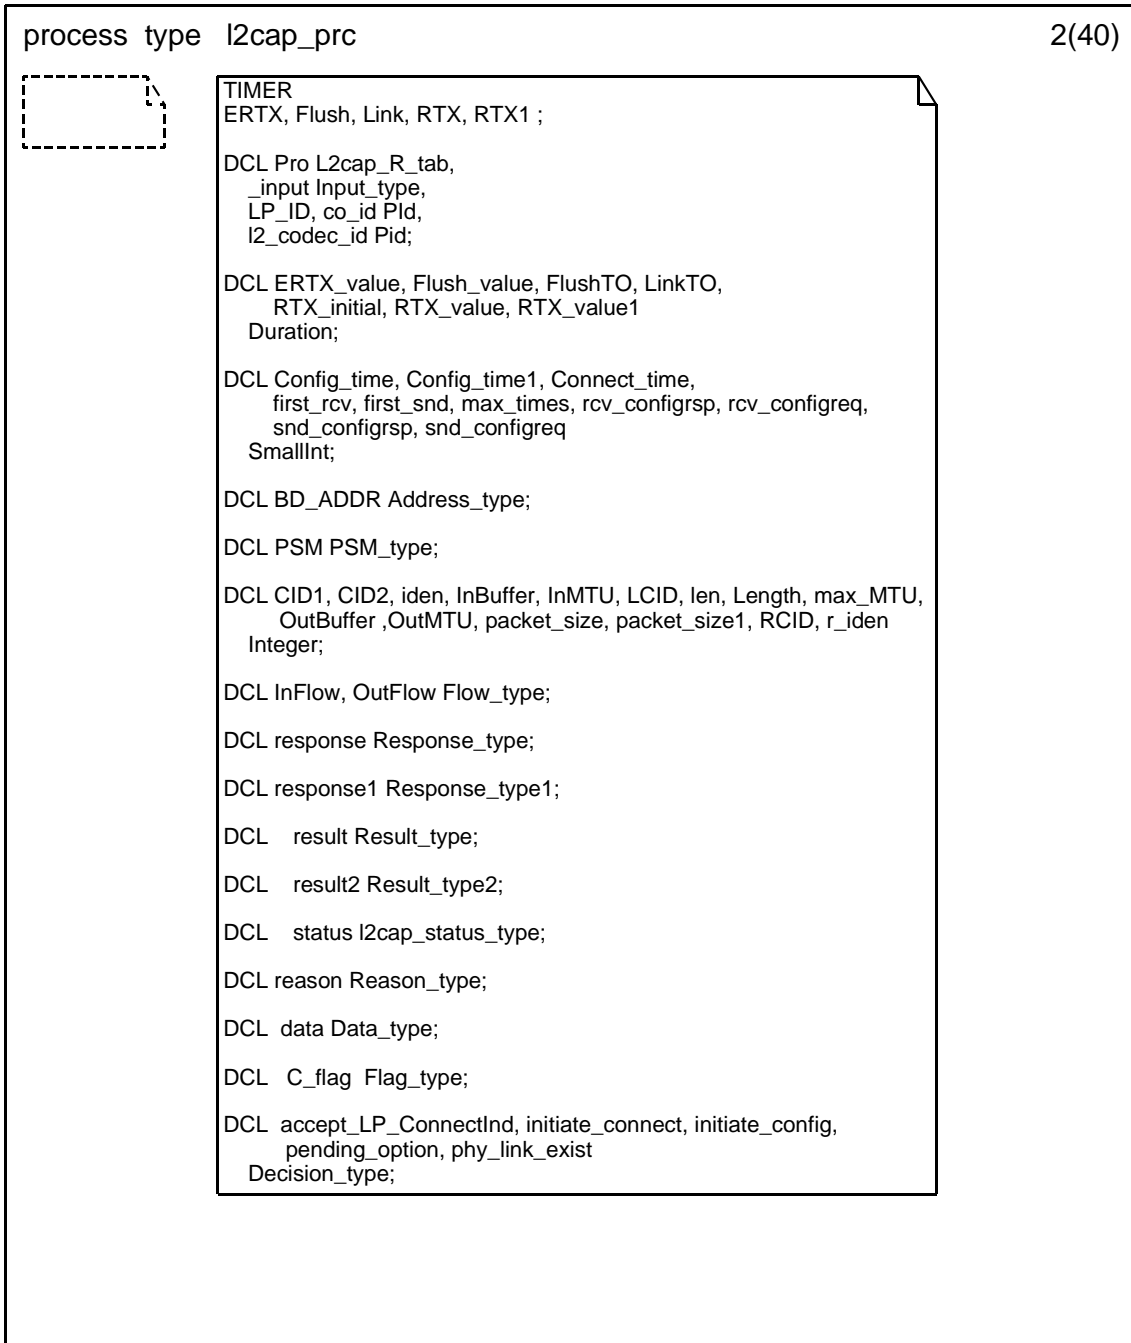 process type l2cap_prc 2(40)
TIMER
ERTX, Flush, Link, RTX, RTX1 ;
DCL Pro L2cap_R_tab,
_input Input_type,
LP_ID, co_id PId,
l2_codec_id Pid;
DCL ERTX_value, Flush_value, FlushTO, LinkTO,
RTX_initial, RTX_value, RTX_value1
Duration;
DCL Config_time, Config_time1, Connect_time,
first_rcv, first_snd, max_times, rcv_configrsp, rcv_configreq,
snd_configrsp, snd_configreq
SmallInt;
DCL BD_ADDR Address_type;
DCL PSM PSM_type;
DCL CID1, CID2, iden, InBuffer, InMTU, LCID, len, Length, max_MTU,
OutBuffer ,OutMTU, packet_size, packet_size1, RCID, r_iden
Integer;
DCL InFlow, OutFlow Flow_type;
DCL response Response_type;
DCL response1 Response_type1;
DCL result Result_type;
DCL result2 Result_type2;
DCL status l2cap_status_type;
DCL reason Reason_type;
DCL data Data_type;
DCL C_flag Flag_type;
DCL accept_LP_ConnectInd, initiate_connect, initiate_config,
pending_option, phy_link_exist
Decision_type;